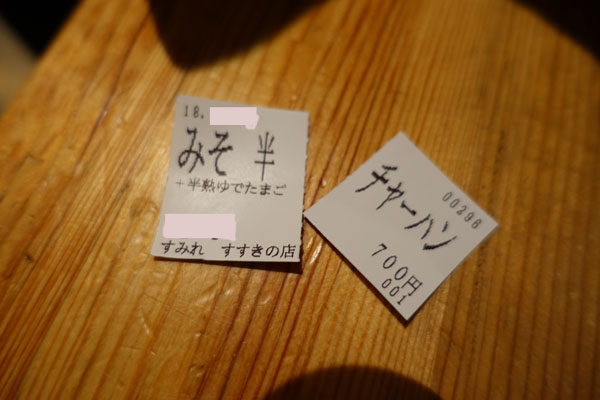 18.
みそ 半
+半熟ゆでたまご
すみれ すすきの店
00298
チャーハン
700円
001